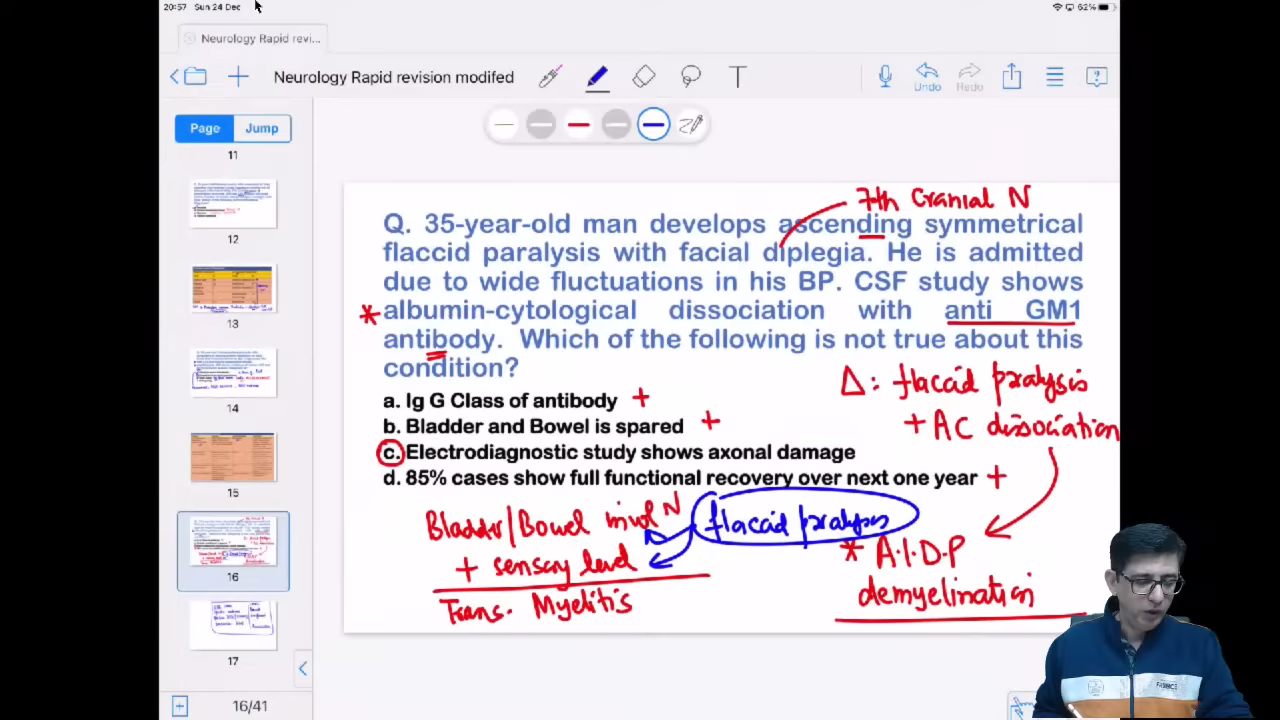 20:57 Sun 24 Dec
62%
Neurology Rapid revi...
Neurology Rapid revision modifed
T
Undo
Redo
Page
Jump
11
12
13
14
15
16
17
16/41
7th Cranial N
Q. 35-year-old man develops ascending symmetrical
flaccid paralysis with facial diplegia. He is admitted
due to wide fluctuations in his BP. CSF study shows
* albumin-cytological dissociation with anti GM1
antibody. Which of the following is not true about this
condition?
Δ: flaccid pralysis
+ AC dissociation
a. Ig G Class of antibody +
b. Bladder and Bowel is spared +
c. Electrodiagnostic study shows axonal damage
d. 85% cases show full functional recovery over next one year +
Bladder/Bowel invol N
+ sensory level
Trans. Myelitis
flaccid pralyses
* A.I.D.P
demyelination